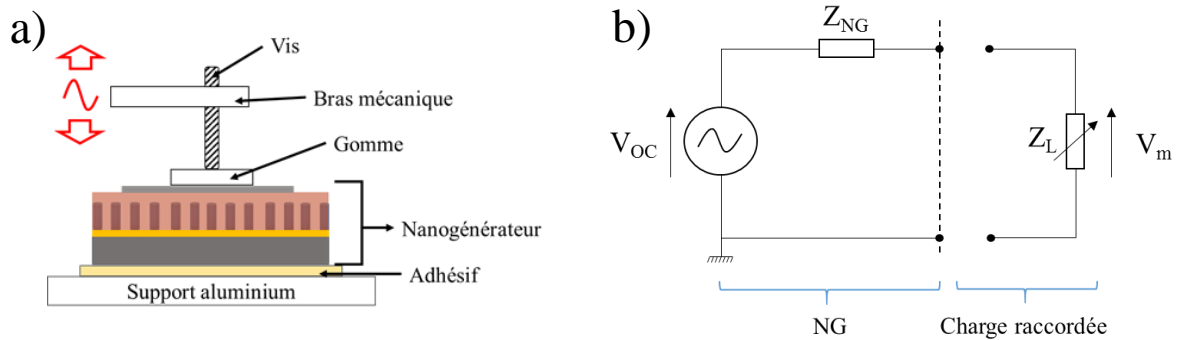 a)
Vis
Bras mécanique
Gomme
Nanogénérateur
Adhésif
Support aluminium
b)
Z_NG
V_OC
Z_L
V_m
NG
Charge raccordée